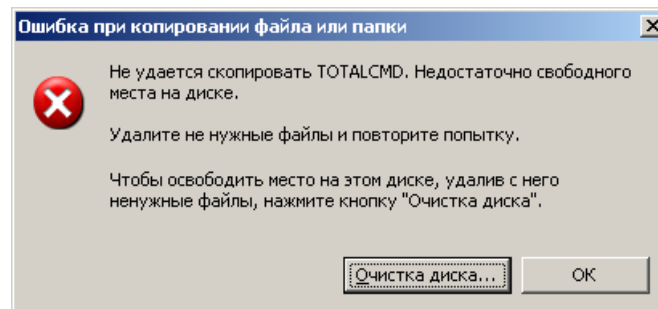 Ошибка при копировании файла или папки
Не удается скопировать TOTALCMD. Недостаточно свободного
места на диске.
Удалите не нужные файлы и повторите попытку.
Чтобы освободить место на этом диске, удалив с него
ненужные файлы, нажмите кнопку "Очистка диска".
Очистка диска...
OK